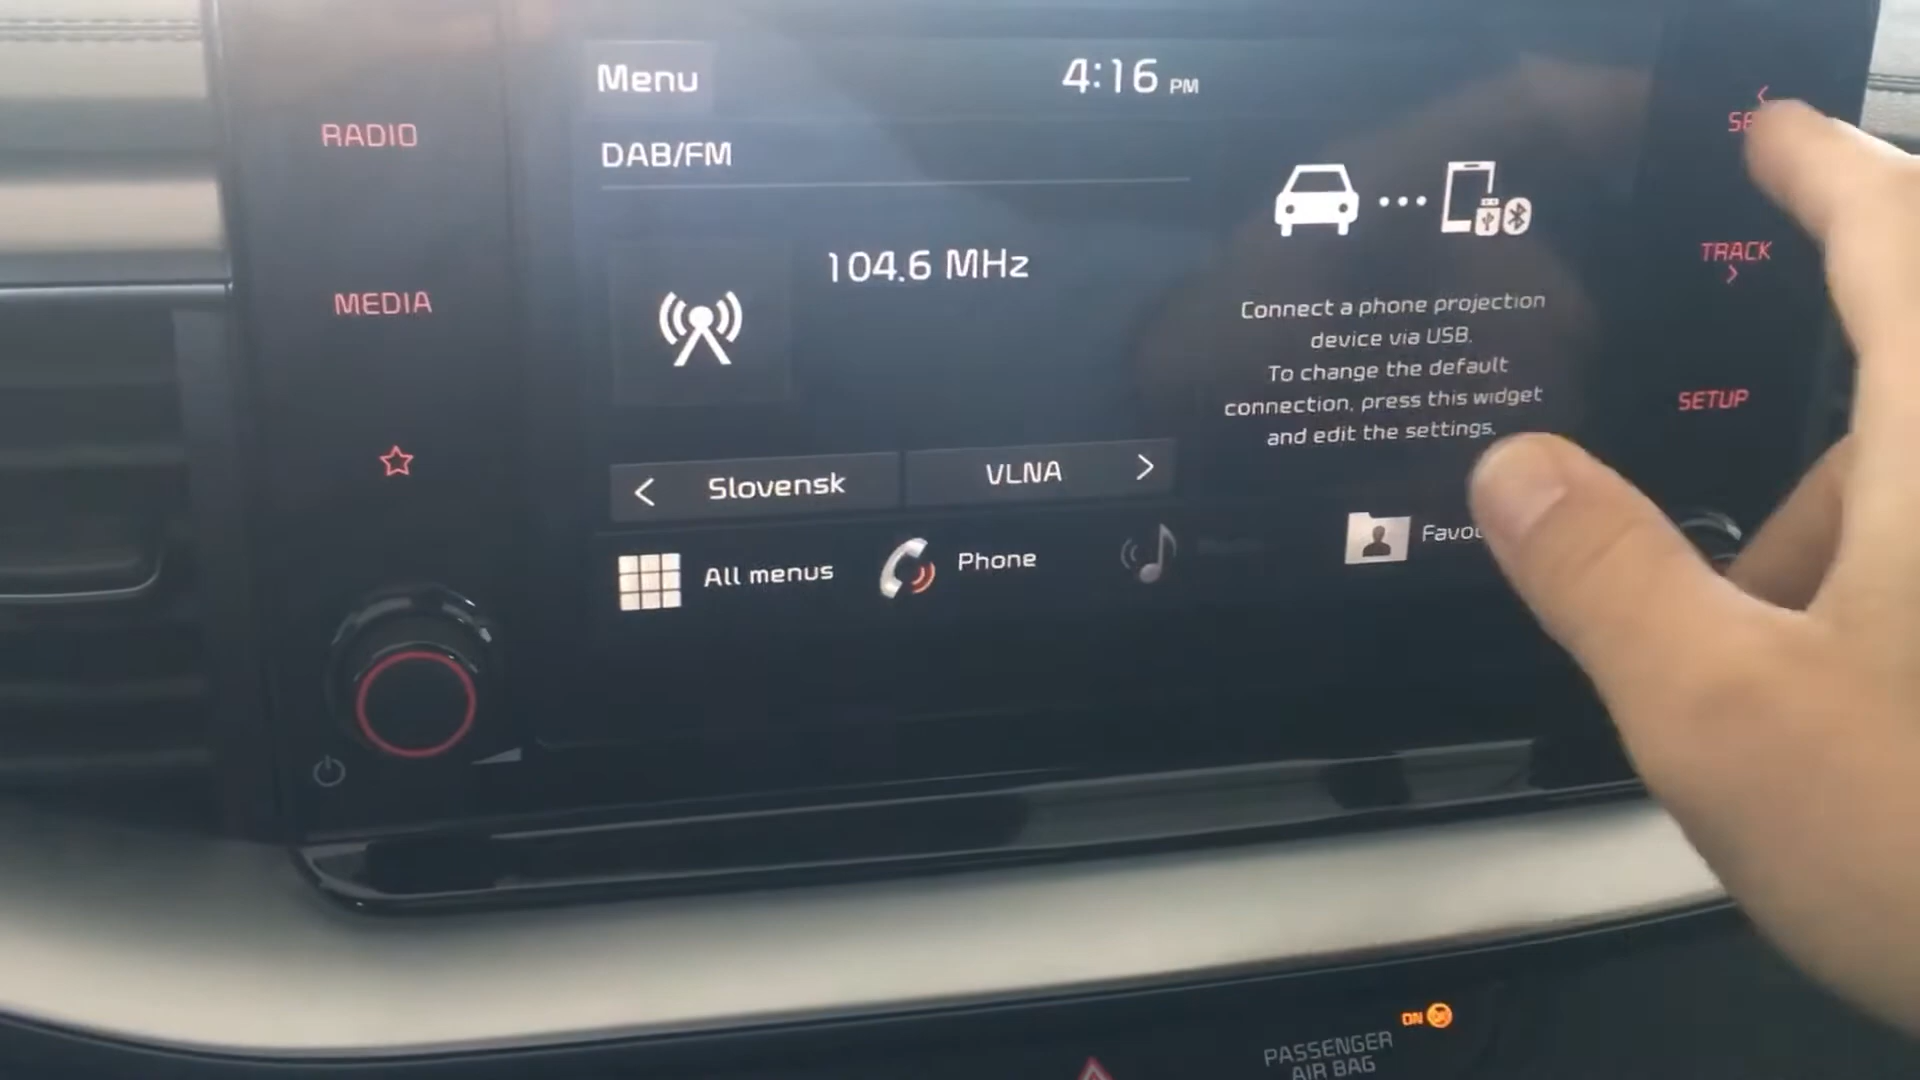 Menu
4:16 PM
RADIO
DAB/FM
104.6 MHz
TRACK
MEDIA
Connect a phone projection
device via USB.
To change the default
connection, press this widget
and edit the settings.
SETUP
Slovensk
VLNA
All menus
Phone
ON
PASSENGER
AIR BAG